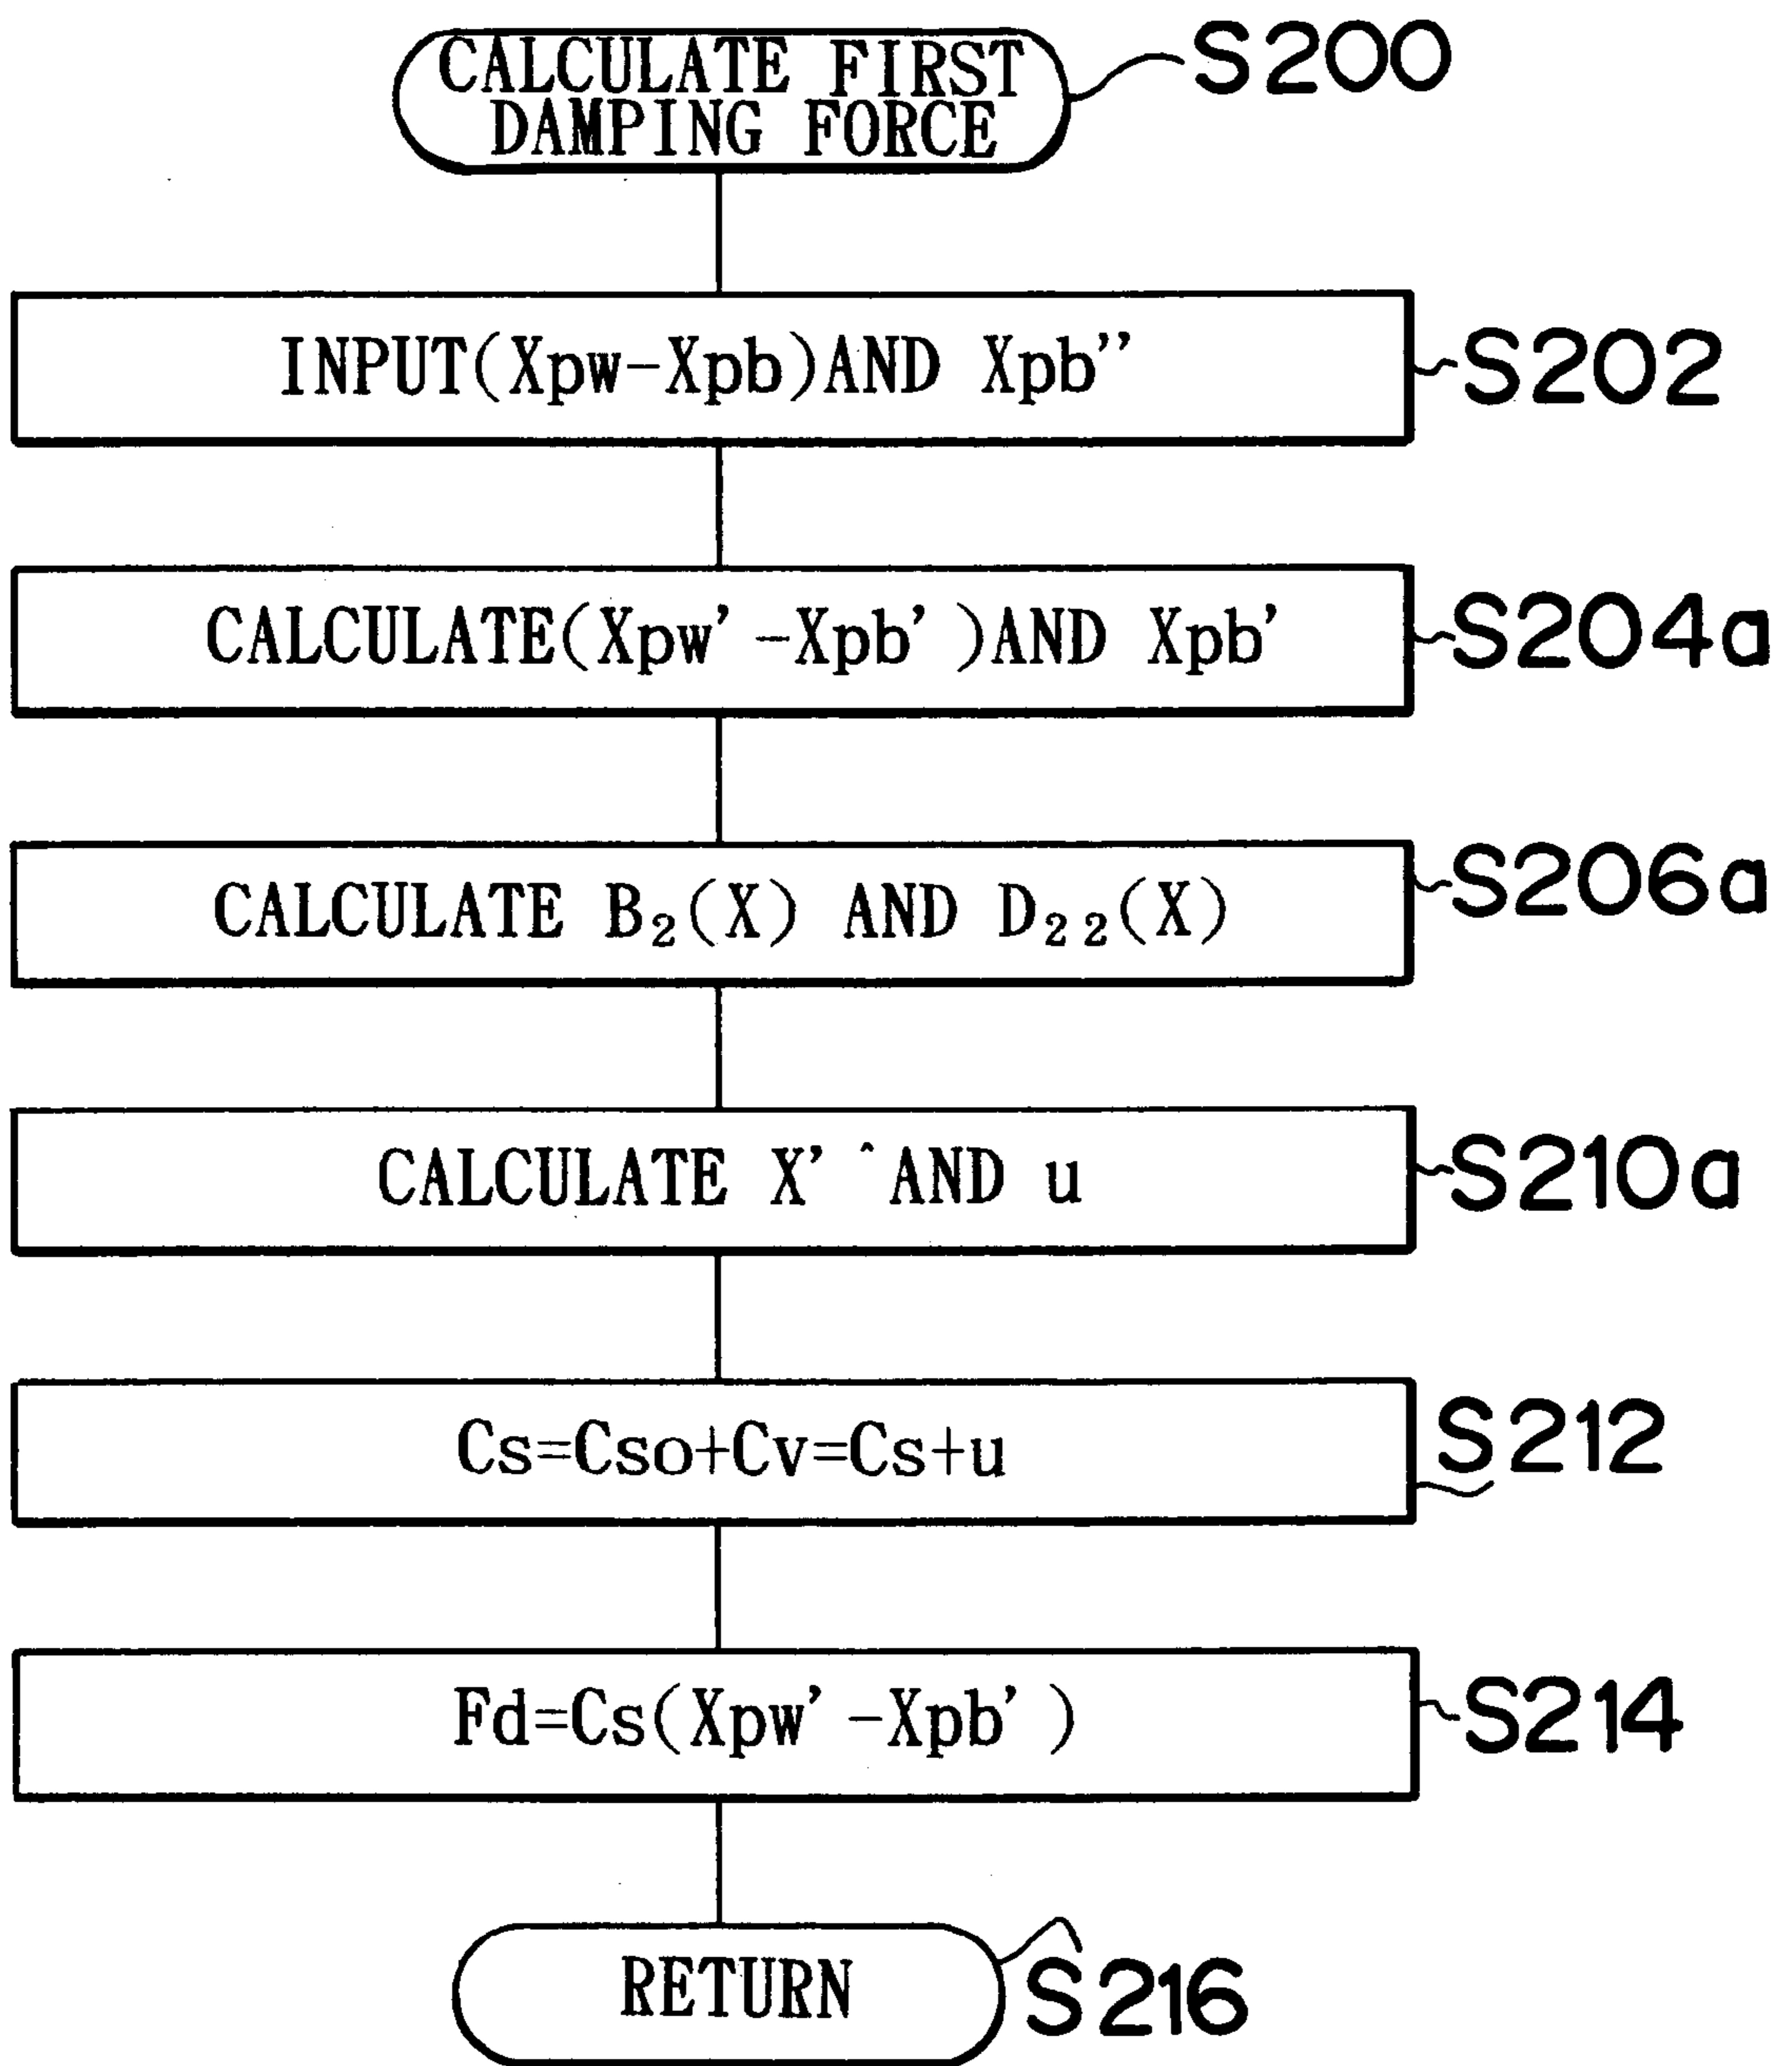 CALCULATE FIRST
DAMPING FORCE
S200
INPUT(Xpw-Xpb)AND Xpb"
S202
CALCULATE(Xpw'-Xpb')AND Xpb'
S204a
CALCULATE B₂(X) AND D₂₂(X)
S206a
CALCULATE X'^AND u
S210a
Cs=Cso+Cv=Cs+u
S212
Fd=Cs(Xpw'-Xpb')
S214
RETURN
S216